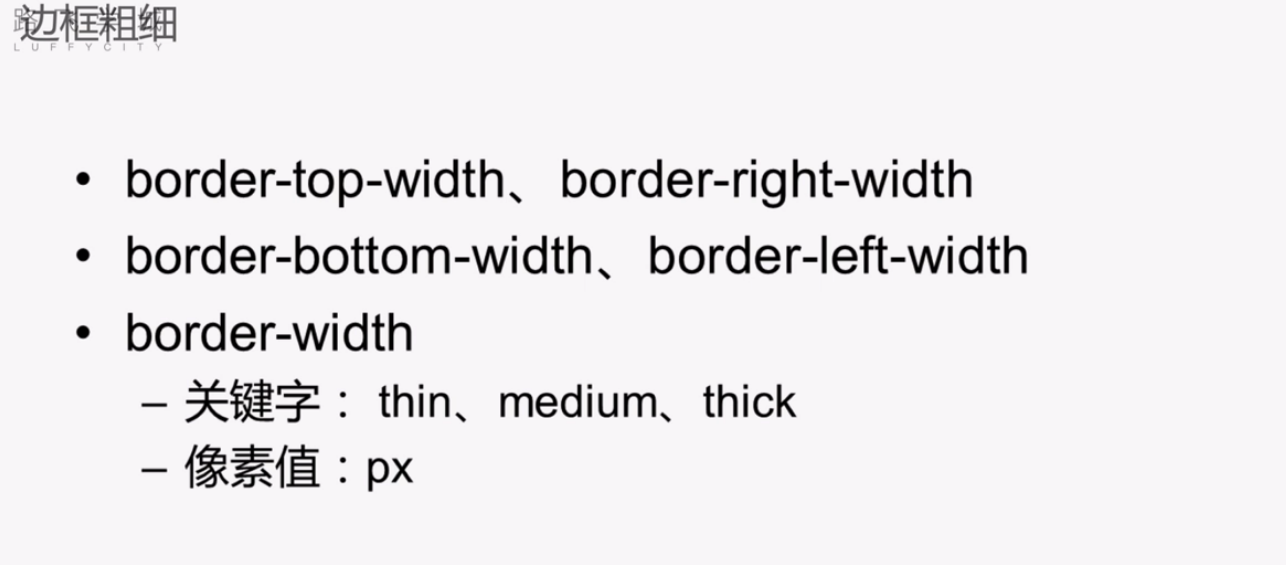 边框粗细
LUFFYCITY
• border-top-width、border-right-width
• border-bottom-width、border-left-width
• border-width
– 关键字： thin、medium、thick
– 像素值：px